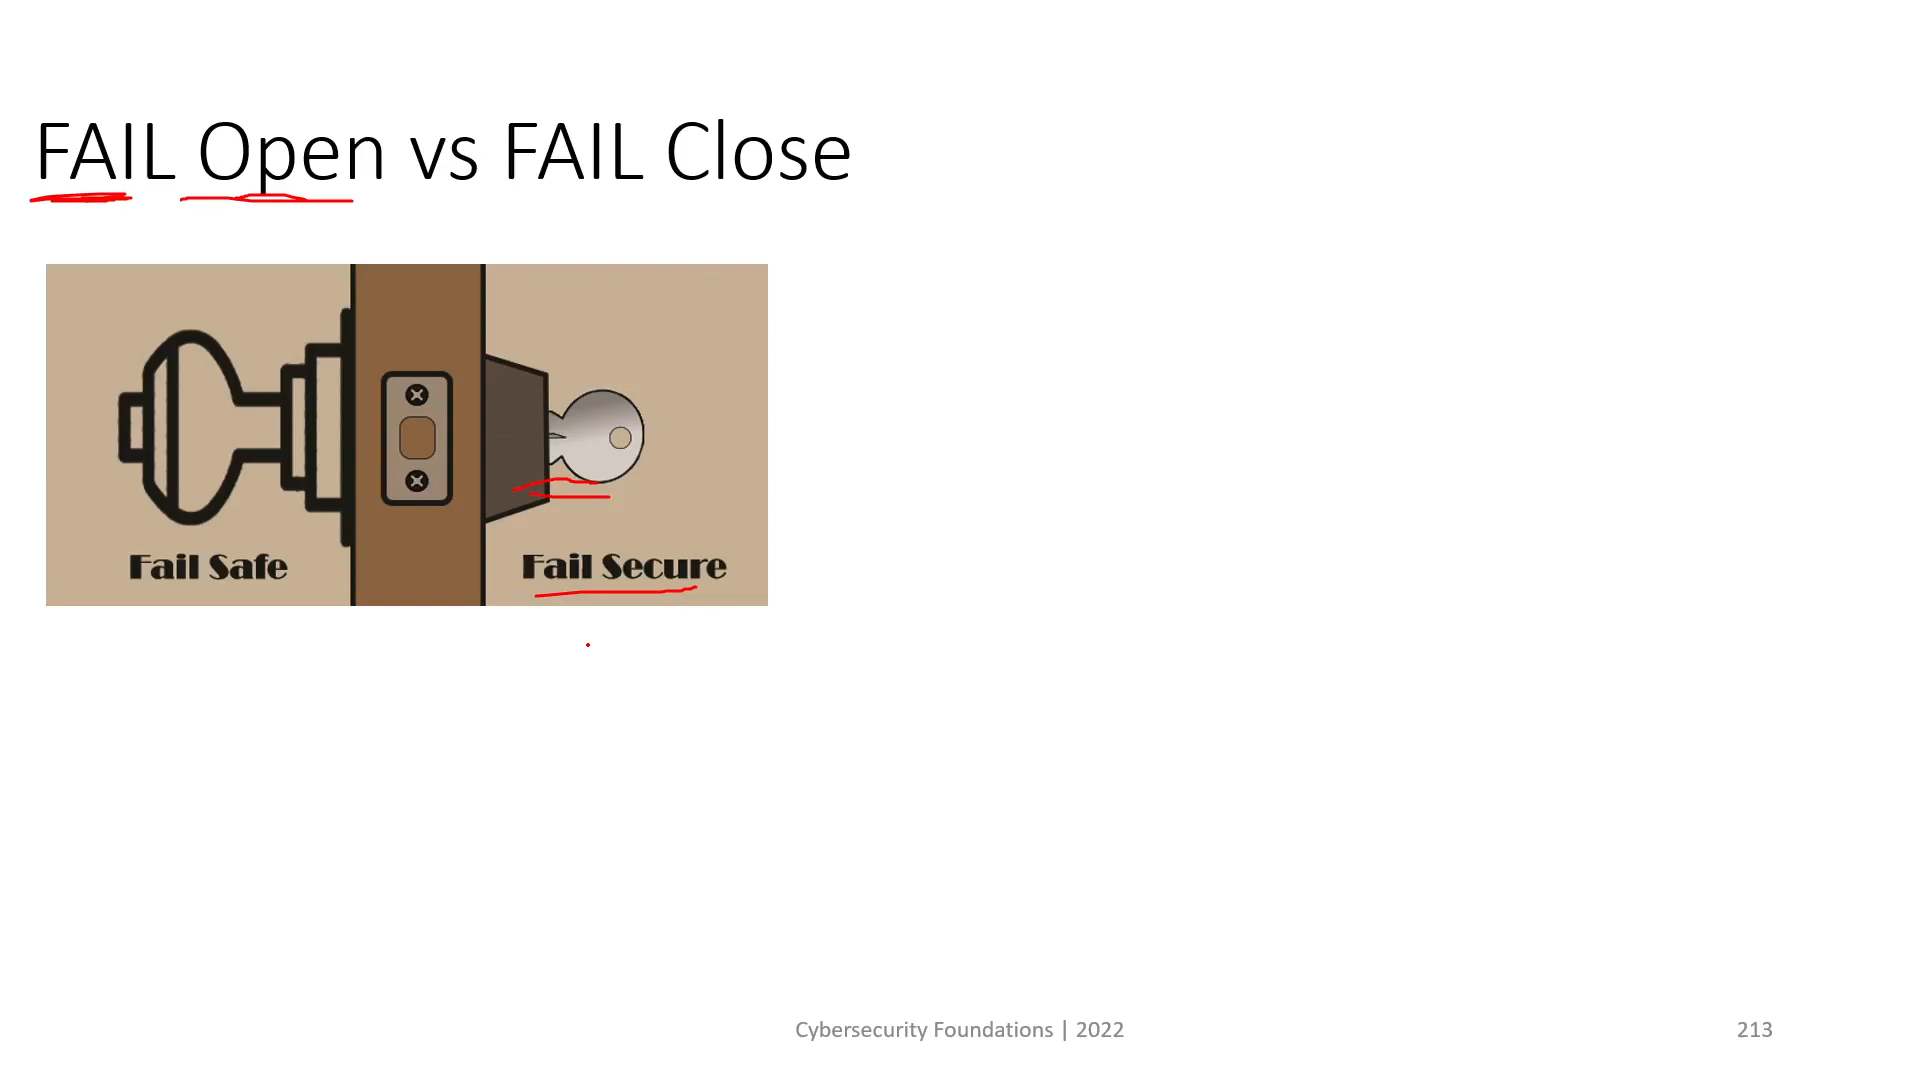 FAIL Open vs FAIL Close
Fail Safe
Fail Secure
Cybersecurity Foundations | 2022
213